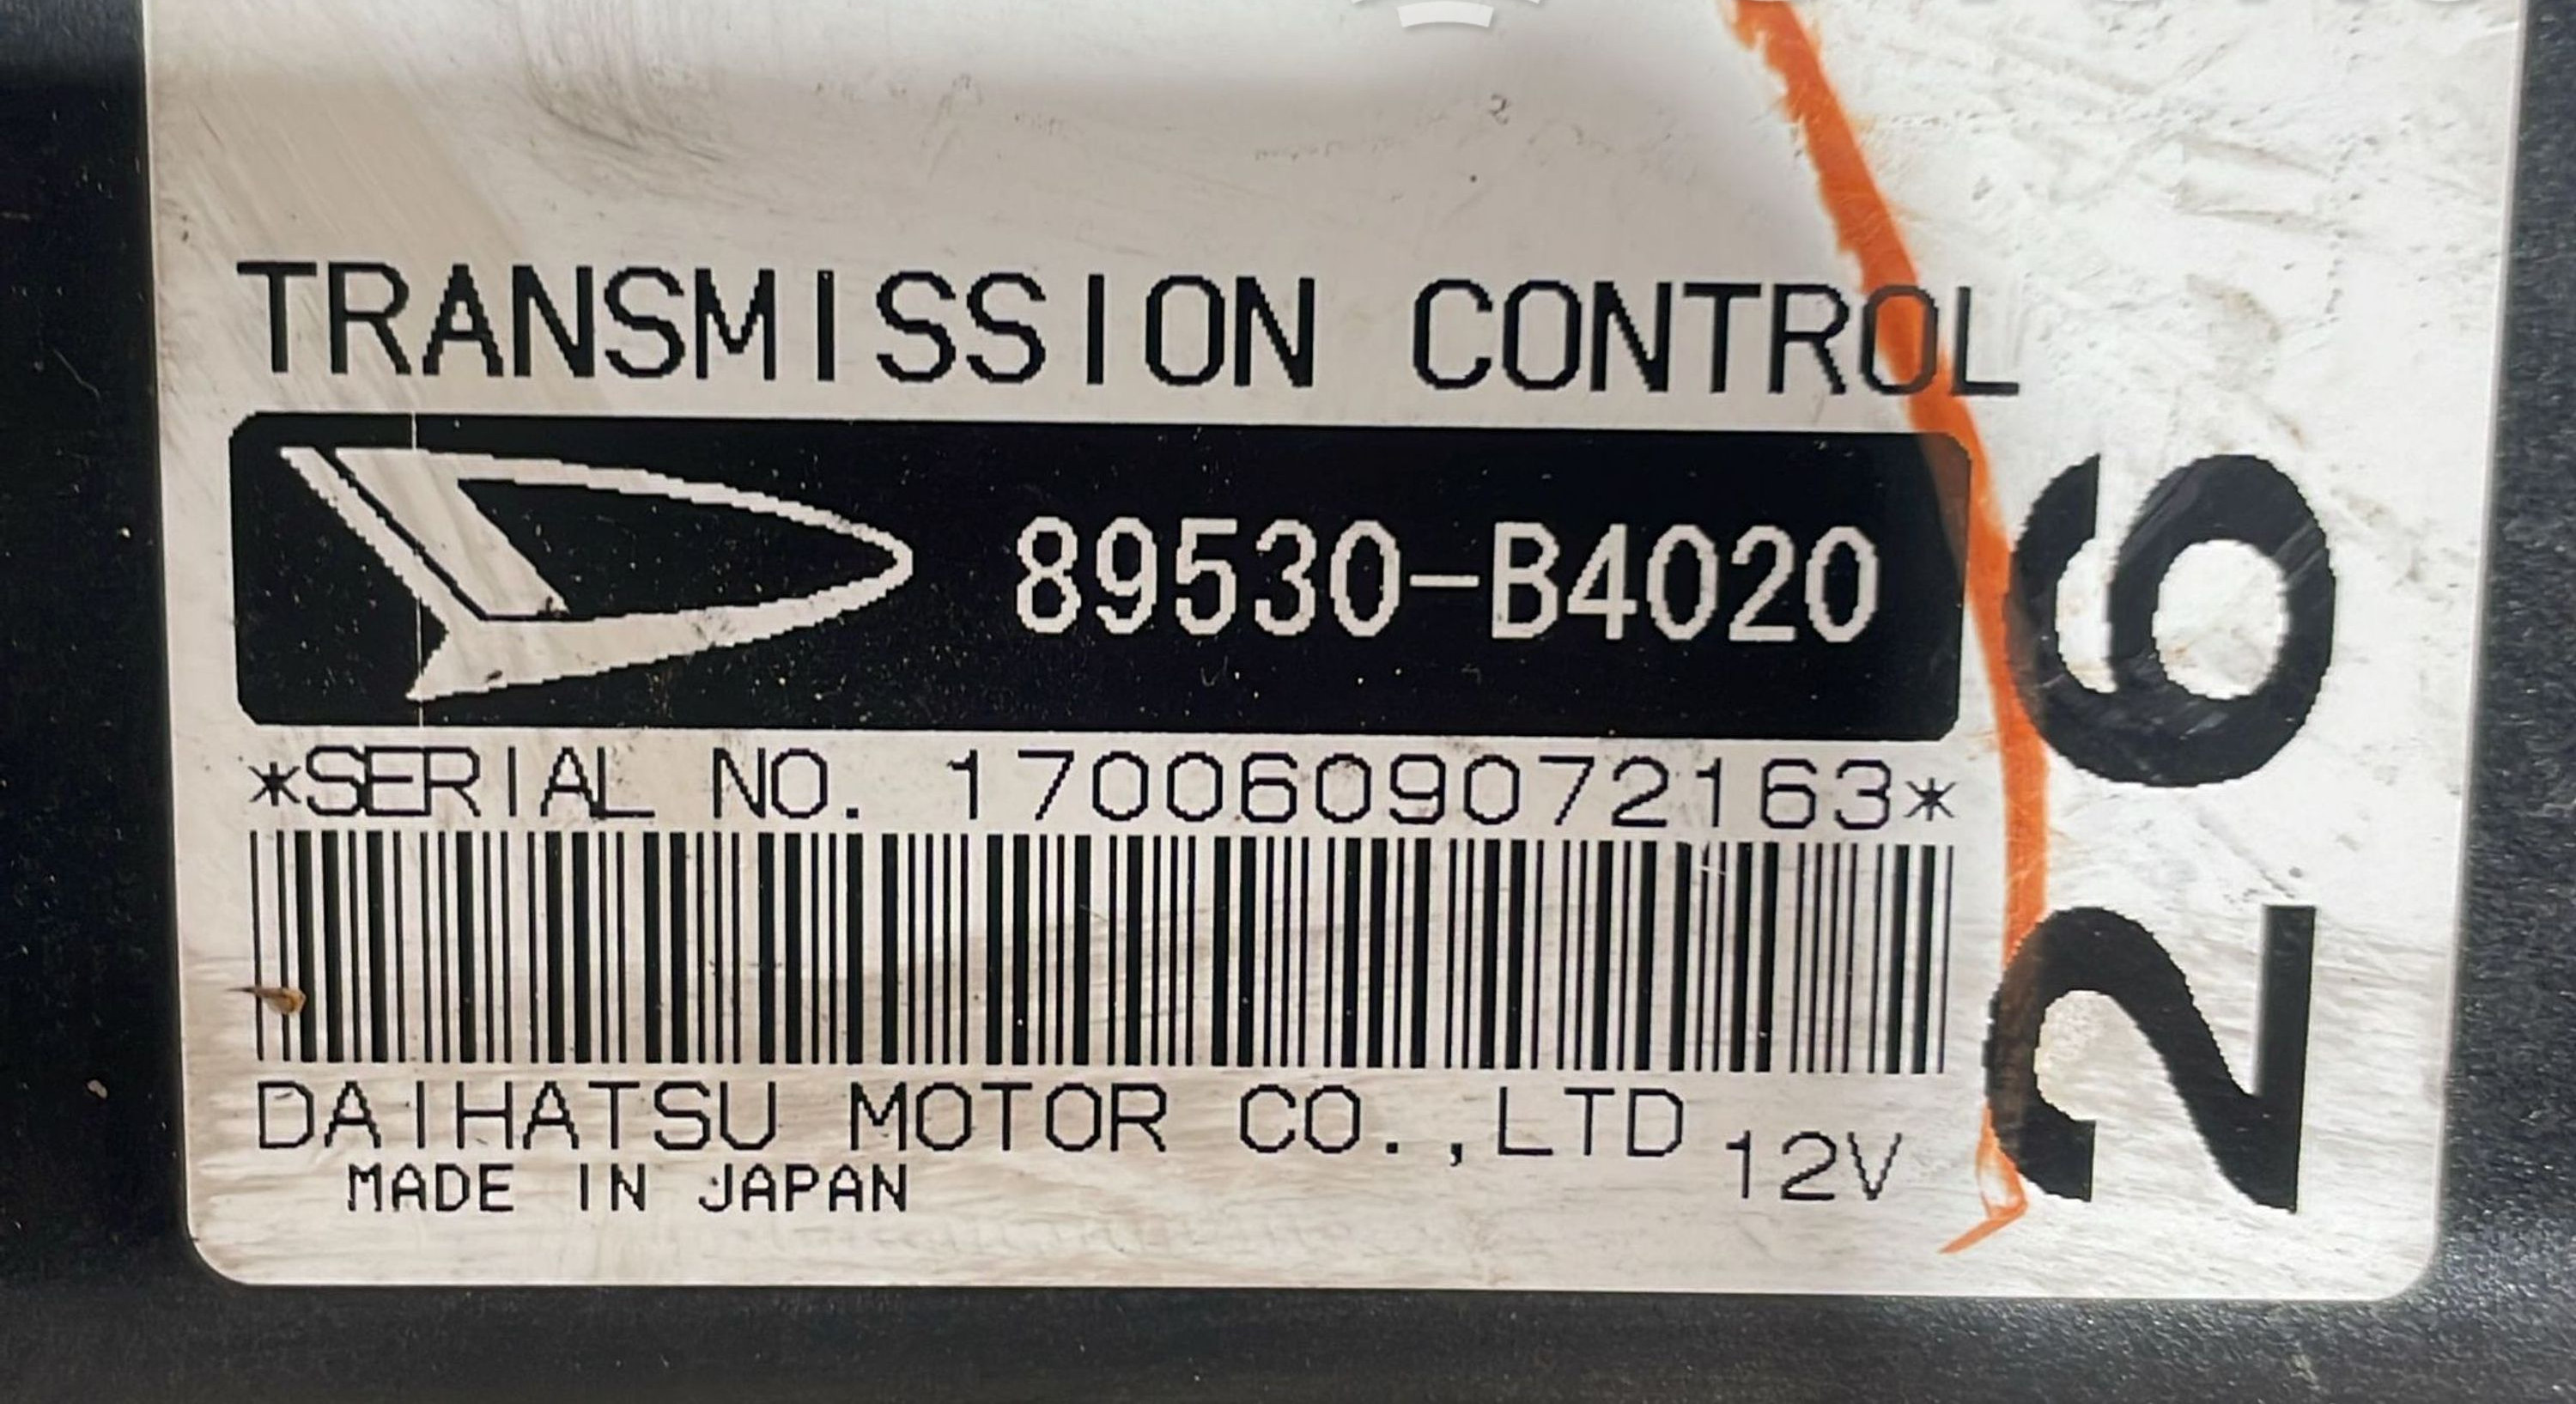 TRANSMISSION CONTROL
89530-B4020
*SERIAL NO. 1700609072163*
DAIHATSU MOTOR CO.,LTD 12V
MADE IN JAPAN
26